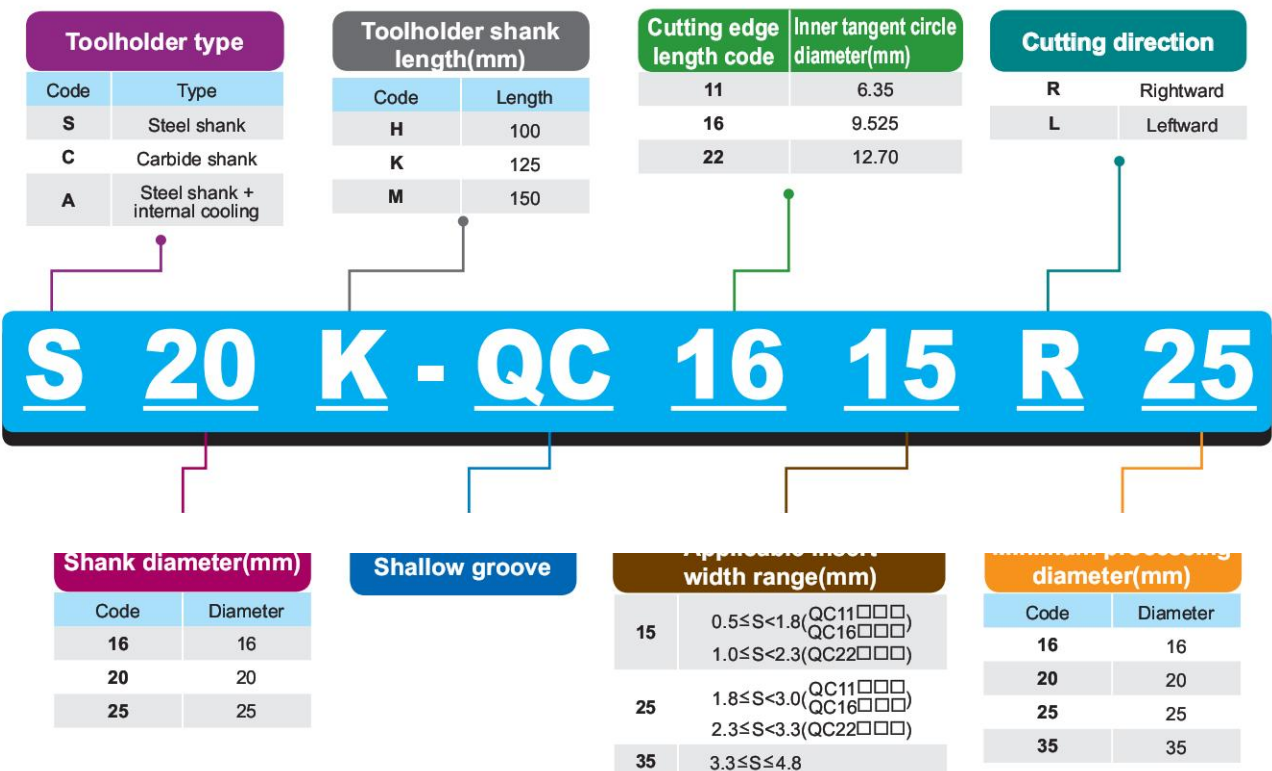 Toolholder type
Code Type
S Steel shank
C Carbide shank
A Steel shank +
internal cooling
Toolholder shank
length(mm)
Code Length
H 100
K 125
M 150
Cutting edge
length code
Inner tangent circle
diameter(mm)
11 6.35
16 9.525
22 12.70
Cutting direction
R Rightward
L Leftward
S 20 K - QC 16 15 R 25
Shank diameter(mm)
Code Diameter
16 16
20 20
25 25
Shallow groove
Applicable insert
width range(mm)
15 0.5≤S<1.8(QC11□□□
QC16□□□)
1.0≤S<2.3(QC22□□□)
25 1.8≤S<3.0(QC11□□□
QC16□□□)
2.3≤S<3.3(QC22□□□)
35 3.3≤S≤4.8
Minimum processing
diameter(mm)
Code Diameter
16 16
20 20
25 25
35 35